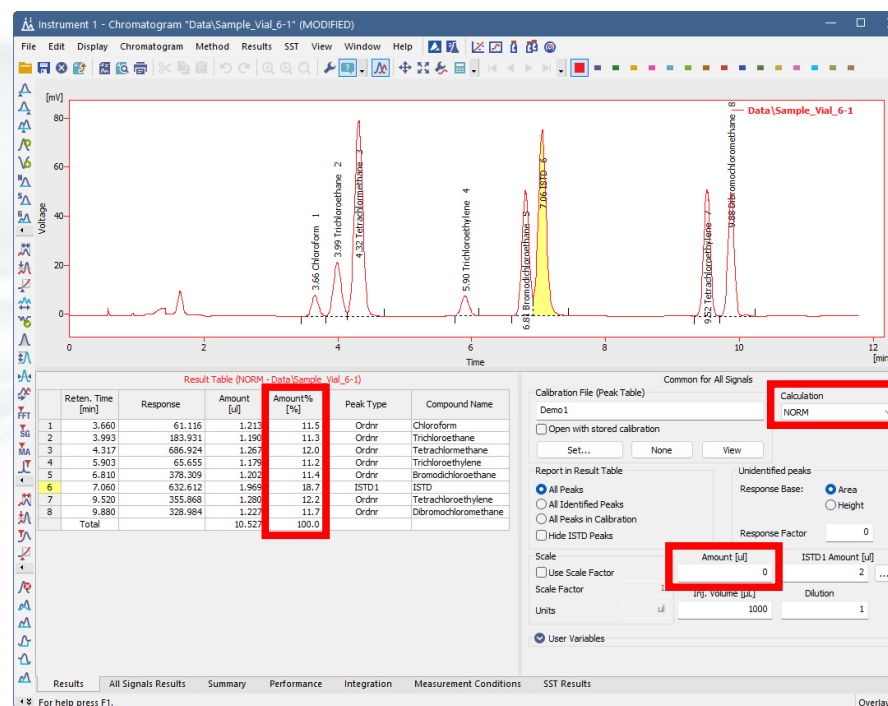 Instrument 1 - Chromatogram "Data\Sample_Vial_6-1" (MODIFIED)
File Edit Display Chromatogram Method Results SST View Window Help
[mV]
Voltage
80
60
40
20
0
3.66 Chloroform 1
3.99 Trichloroethane 2
4.32 Tetrachlormethane 3
5.90 Trichloroethylene 4
6.81 Bromodichloroethane 5
7.06 ISTD 6
9.52 Tetrachloroethylene 7
9.88 Dibromochloromethane 8
Data\Sample_Vial_6-1
0 2 4 6 8 10 12
Time [min]
Result Table (NORM - Data\Sample_Vial_6-1)
Reten. Time [min] Response Amount [ul] Amount% [%] Peak Type Compound Name
1 3.660 61.116 1.213 11.5 Ordnr Chloroform
2 3.993 183.931 1.190 11.3 Ordnr Trichloroethane
3 4.317 686.924 1.267 12.0 Ordnr Tetrachlormethane
4 5.903 65.655 1.179 11.2 Ordnr Trichloroethylene
5 6.810 378.309 1.202 11.4 Ordnr Bromodichloroethane
6 7.060 632.612 1.969 18.7 ISTD1 ISTD
7 9.520 355.868 1.280 12.2 Ordnr Tetrachloroethylene
8 9.880 328.984 1.227 11.7 Ordnr Dibromochloromethane
Total 10.527 100.0
Common for All Signals
Calibration File (Peak Table)
Demo1
Open with stored calibration
Set... None View
Calculation
NORM
Report in Result Table
All Peaks
All Identified Peaks
All Peaks in Calibration
Hide ISTD Peaks
Unidentified peaks
Response Base: Area
Height
Response Factor 0
Scale
Use Scale Factor
Scale Factor 1
Units ul
Amount [ul]
0
ISTD1 Amount [ul]
2 ...
Inj. Volume [µL]
1000
Dilution
1
User Variables
Results All Signals Results Summary Performance Integration Measurement Conditions SST Results
For help press F1.
Overlay